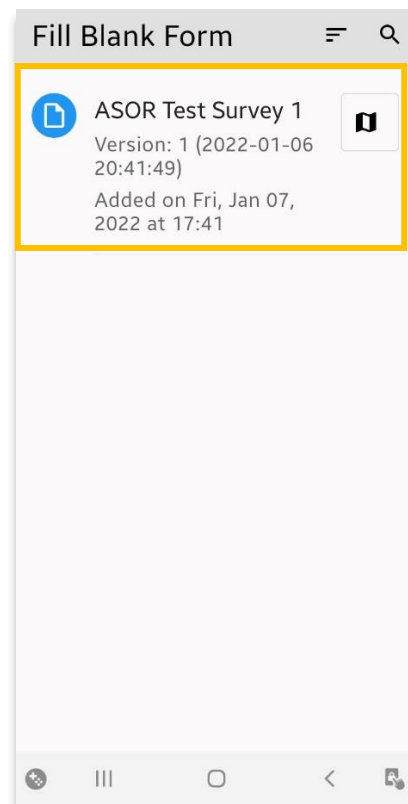 Fill Blank Form
ASOR Test Survey 1
Version: 1 (2022-01-06
20:41:49)
Added on Fri, Jan 07,
2022 at 17:41